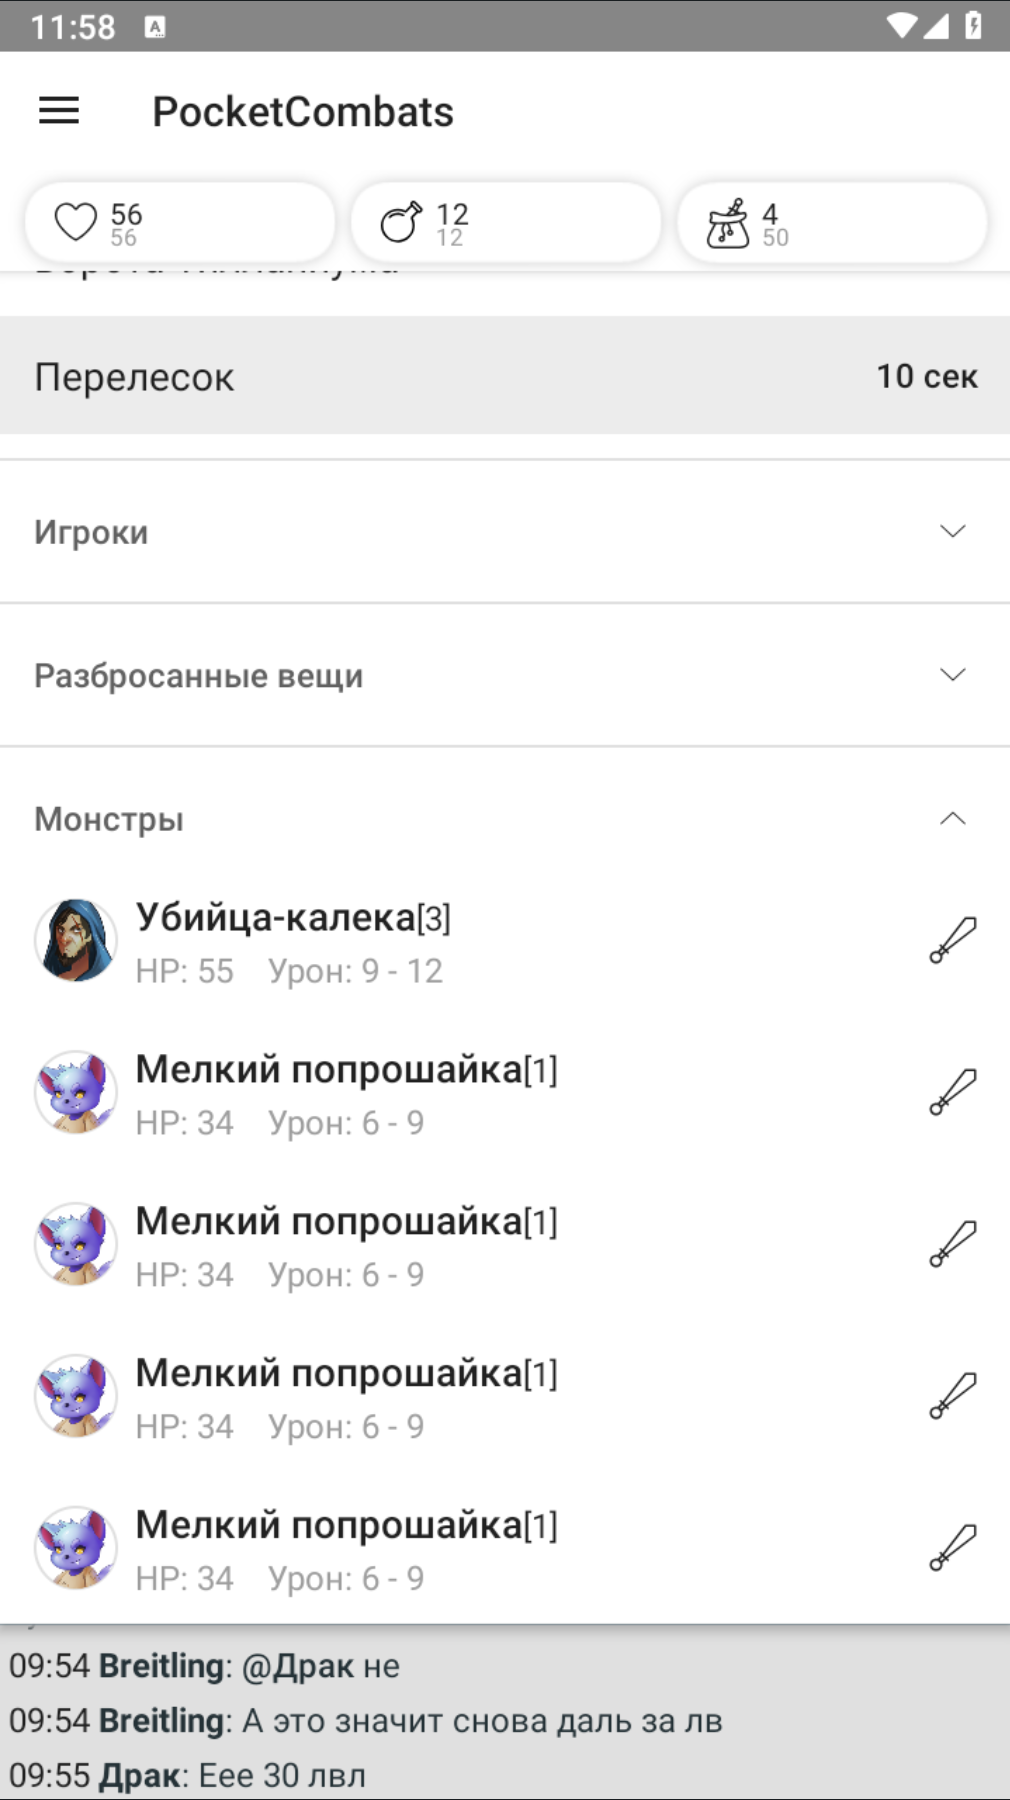 11:58 A
PocketCombats
56
56
12
12
4
50
Перелесок 10 сек
Игроки
Разбросанные вещи
Монстры
Убийца-калека[3]
HP: 55 Урон: 9 - 12
Мелкий попрошайка[1]
HP: 34 Урон: 6 - 9
Мелкий попрошайка[1]
HP: 34 Урон: 6 - 9
Мелкий попрошайка[1]
HP: 34 Урон: 6 - 9
Мелкий попрошайка[1]
HP: 34 Урон: 6 - 9
09:54 Breitling: @Драк не
09:54 Breitling: А это значит снова даль за лв
09:55 Драк: Еее 30 лвл